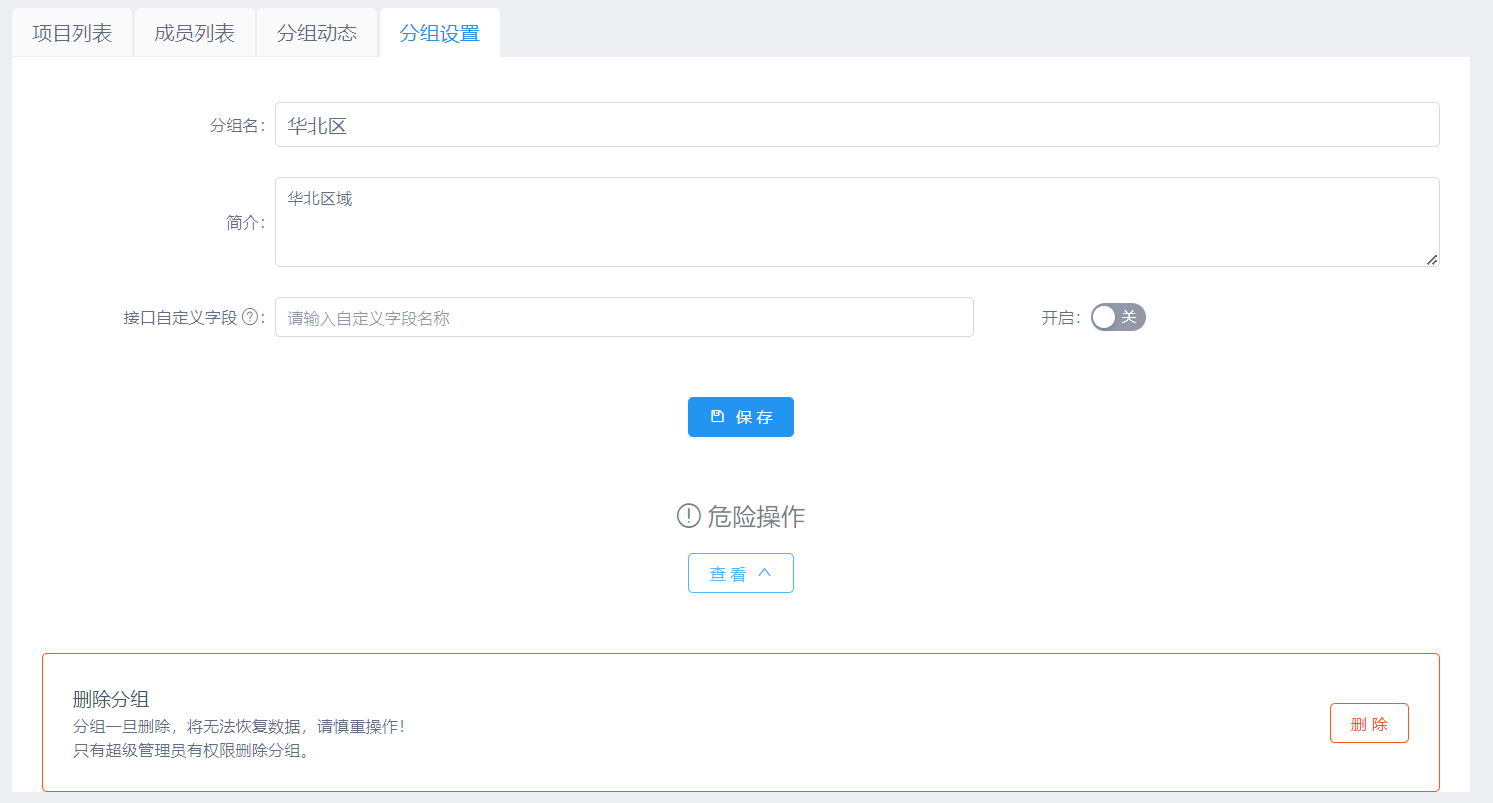 项目列表 成员列表 分组动态 分组设置
分组名: 华北区
简介: 华北区域
接口自定义字段?: 请输入自定义字段名称 开启: 关
保 存
! 危险操作
查 看
删除分组
分组一旦删除，将无法恢复数据，请慎重操作！
只有超级管理员有权限删除分组。
删 除